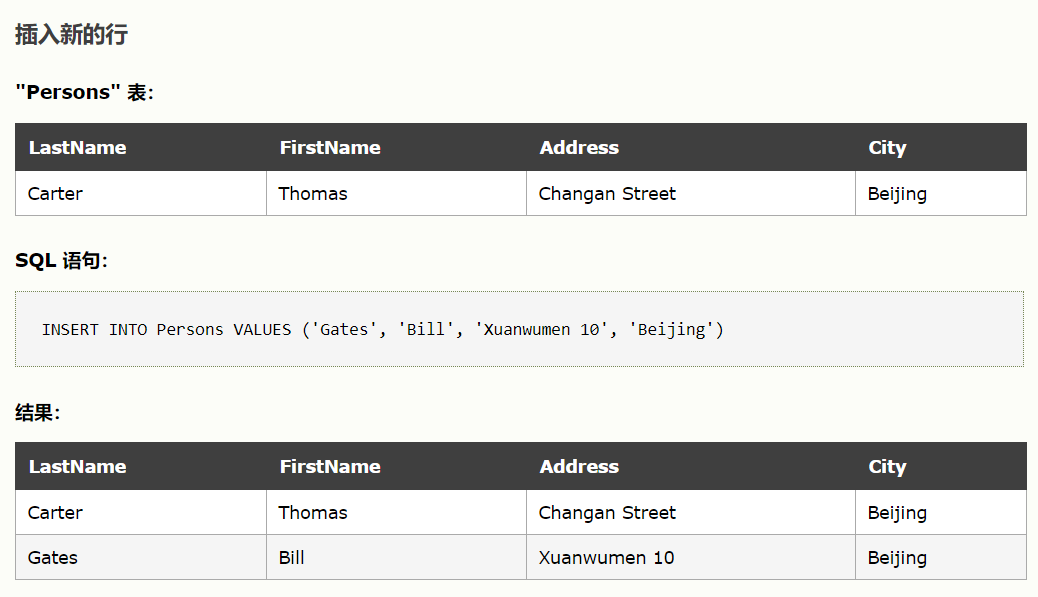 插入新的行
"Persons" 表：
LastName FirstName Address City
Carter Thomas Changan Street Beijing
SQL 语句：
INSERT INTO Persons VALUES ('Gates', 'Bill', 'Xuanwumen 10', 'Beijing')
结果：
LastName FirstName Address City
Carter Thomas Changan Street Beijing
Gates Bill Xuanwumen 10 Beijing